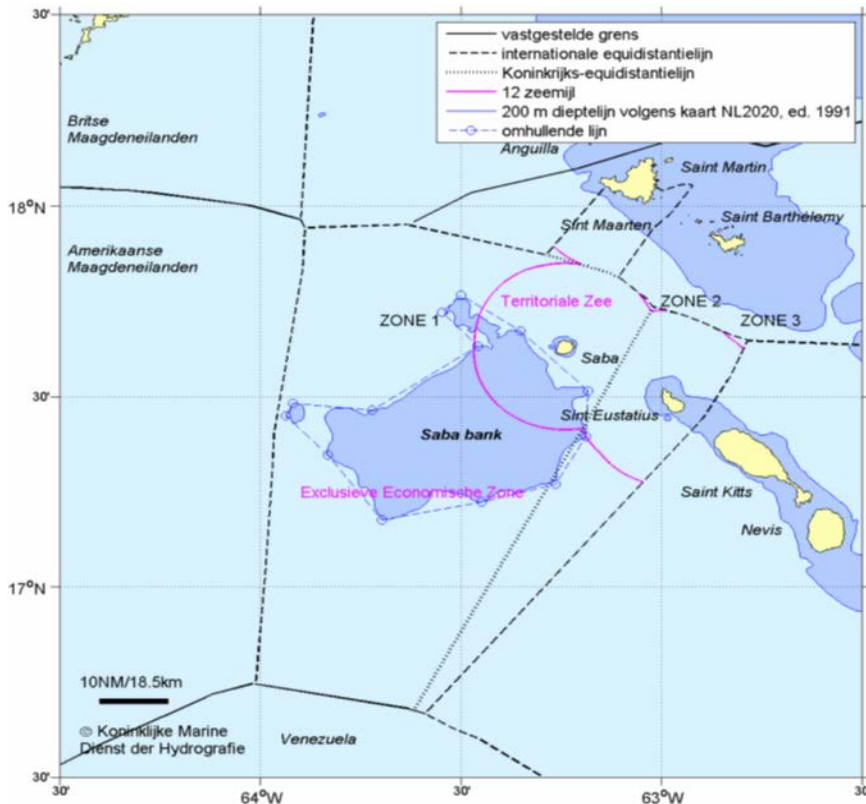 30'
vastgestelde grens
internationale equidistantielijn
Koninkrijks-equidistantielijn
12 zeemijl
200 m dieptelijn volgens kaart NL2020, ed. 1991
omhullende lijn
Britse
Maagdeneilanden
Anguilla
Saint Martin
18°N
Sint Maarten
Saint Barthélemy
Amerikaanse
Maagdeneilanden
Territoriale Zee
ZONE 2
ZONE 1
ZONE 3
Saba
30'
Sint Eustatius
Saba bank
Exclusieve Economische Zone
Saint Kitts
Nevis
17°N
10NM/18.5km
© Koninklijke Marine
Dienst der Hydrografie
Venezuela
30'
30'
64°W
30'
63°W
30'